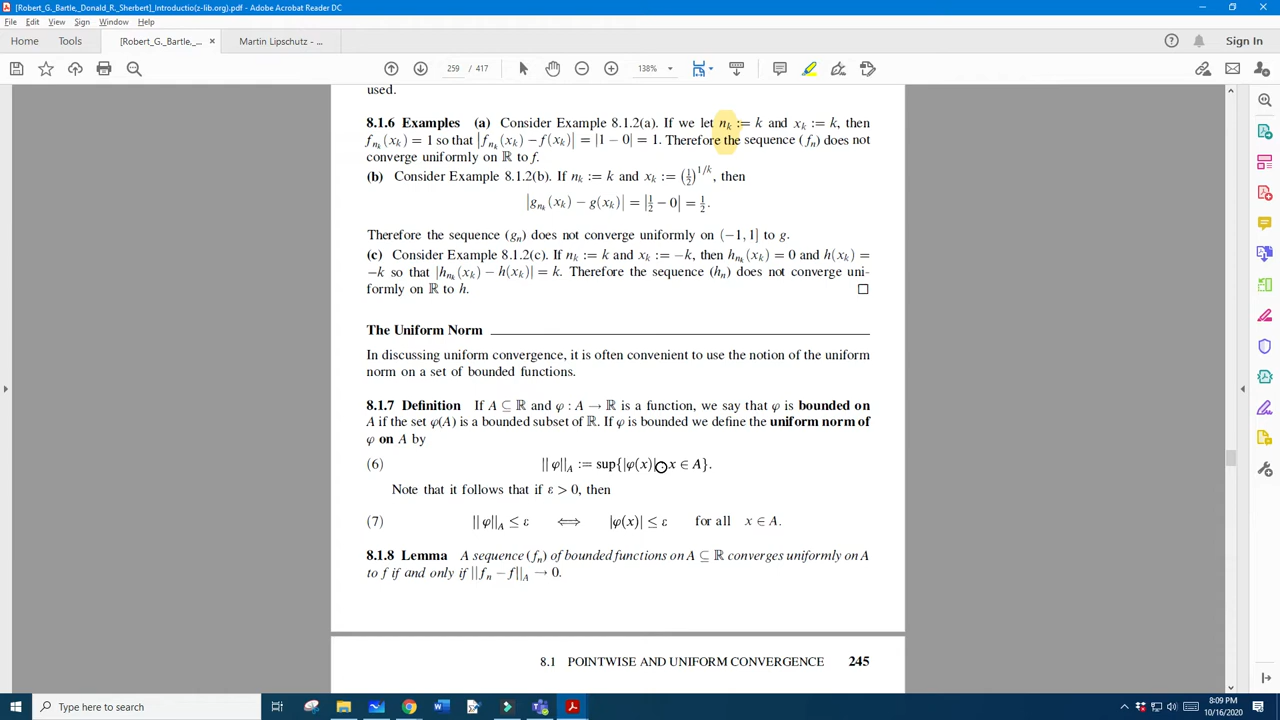 [Robert_G._Bartle,_Donald_R._Sherbert]_Introductio(z-lib.org).pdf - Adobe Acrobat Reader DC
File Edit View Sign Window Help
Home Tools [Robert_G._Bartle,_... × Martin Lipschutz - ... Sign In
259 / 417 138%
used.
8.1.6 Examples (a) Consider Example 8.1.2(a). If we let nₖ := k and xₖ := k, then
fₙₖ(xₖ) = 1 so that |fₙₖ(xₖ) − f(xₖ)| = |1 − 0| = 1. Therefore the sequence (fₙ) does not
converge uniformly on ℝ to f.
(b) Consider Example 8.1.2(b). If nₖ := k and xₖ := (1/2)^1/k, then
|gₙₖ(xₖ) − g(xₖ)| = |1/2 − 0| = 1/2.
Therefore the sequence (gₙ) does not converge uniformly on (−1, 1] to g.
(c) Consider Example 8.1.2(c). If nₖ := k and xₖ := −k, then hₙₖ(xₖ) = 0 and h(xₖ) =
−k so that |hₙₖ(xₖ) − h(xₖ)| = k. Therefore the sequence (hₙ) does not converge uni-
formly on ℝ to h. □
The Uniform Norm
In discussing uniform convergence, it is often convenient to use the notion of the uniform
norm on a set of bounded functions.
8.1.7 Definition If A ⊆ ℝ and φ : A → ℝ is a function, we say that φ is bounded on
A if the set φ(A) is a bounded subset of ℝ. If φ is bounded we define the uniform norm of
φ on A by
(6) ||φ||_A := sup{|φ(x)| x ∈ A}.
Note that it follows that if ε > 0, then
(7) ||φ||_A ≤ ε ⟺ |φ(x)| ≤ ε for all x ∈ A.
8.1.8 Lemma A sequence (fₙ) of bounded functions on A ⊆ ℝ converges uniformly on A
to f if and only if ||fₙ − f||_A → 0.
8.1 POINTWISE AND UNIFORM CONVERGENCE 245
Type here to search
8:09 PM
10/16/2020